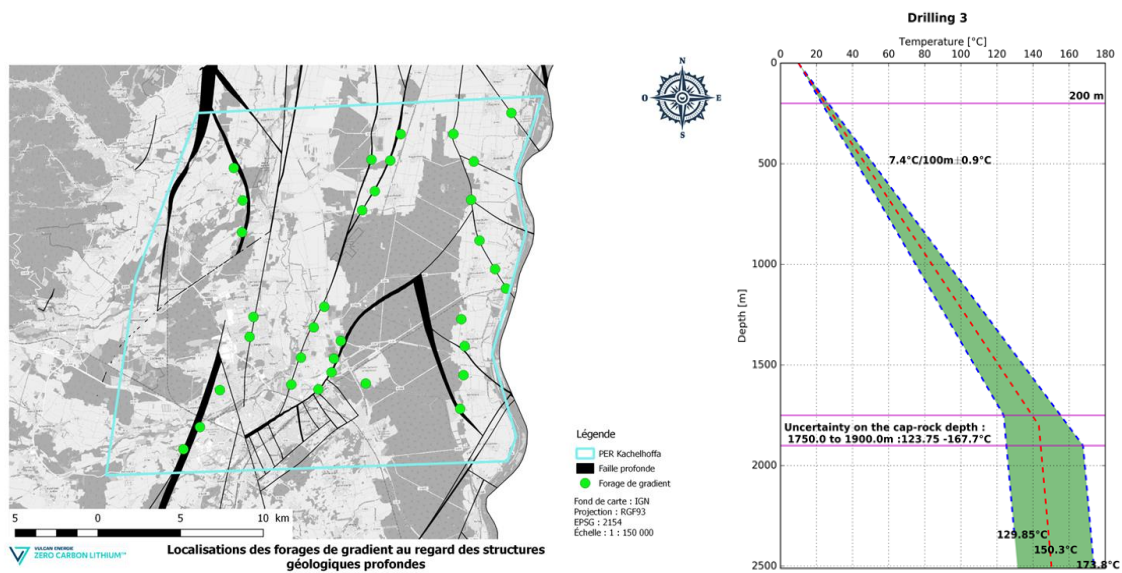 N
O
E
S
5
0
5
10
km
VULCAN ENERGIE
ZERO CARBON LITHIUM™
Localisations des forages de gradient au regard des structures
géologiques profondes
Légende
PER Kachelhoffa
Faille profonde
Forage de gradient
Fond de carte : IGN
Projection : RGF93
EPSG : 2154
Échelle : 1 : 150 000
Drilling 3
Temperature [°C]
0 20 40 60 80 100 120 140 160 180
0
200 m
7.4°C/100m±0.9°C
500
1000
Depth [m]
1500
Uncertainty on the cap-rock depth :
1750.0 to 1900.0m :123.75 -167.7°C
2000
129.85°C
150.3°C
173.8°C
2500